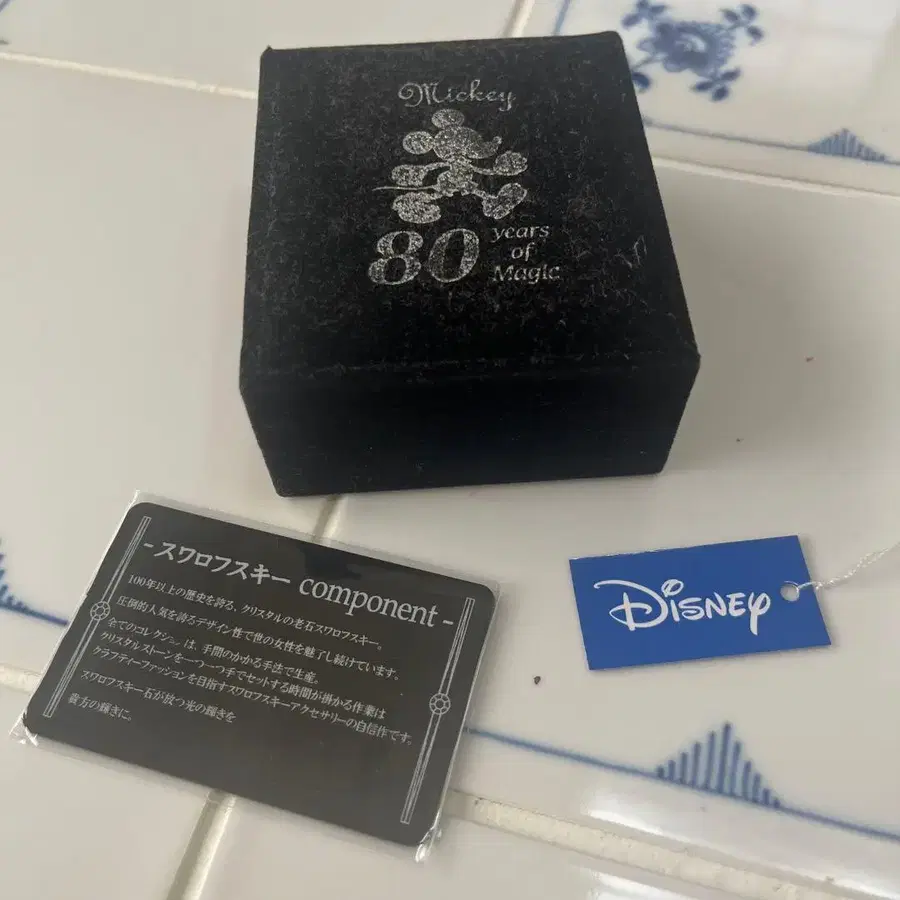 Mickey
80 years
of
Magic
- スワロフスキー component -
100年以上の歴史を誇る、クリスタルの老石スワロフスキー。
圧倒的人気を誇るデザイン性で世の女性を魅了し続けています。
全てのコレクションは、手間のかかる手法で生産。
クリスタルストーンを一つ一つ手でセットする時間が掛かる作業は
クラフティーファッションを目指すスワロフスキーアクセサリーの自信作です。
スワロフスキー石が放つ光の輝きを
貴方の輝きに。
Disney